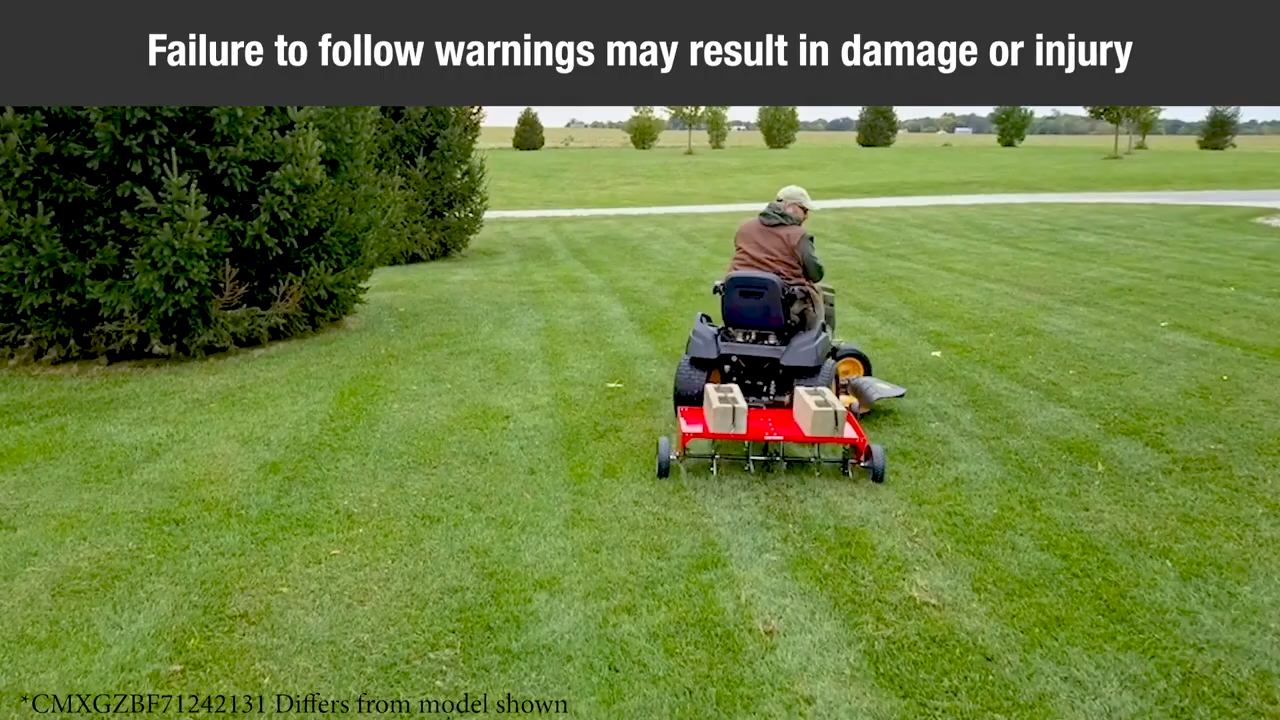 Failure to follow warnings may result in damage or injury
*CMXGZBF71242131 Differs from model shown